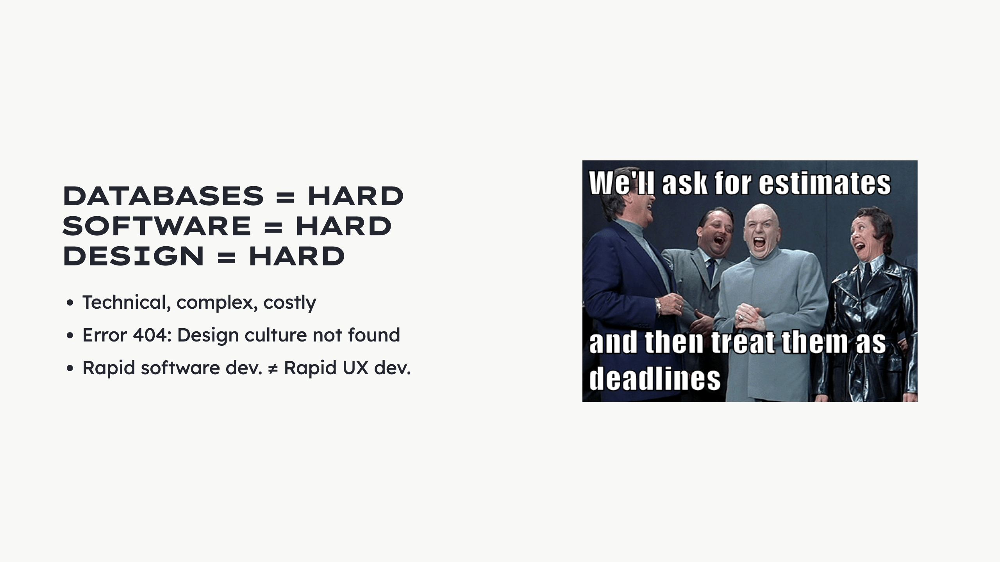 DATABASES = HARD
SOFTWARE = HARD
DESIGN = HARD
• Technical, complex, costly
• Error 404: Design culture not found
• Rapid software dev. ≠ Rapid UX dev.
We'll ask for estimates
and then treat them as
deadlines